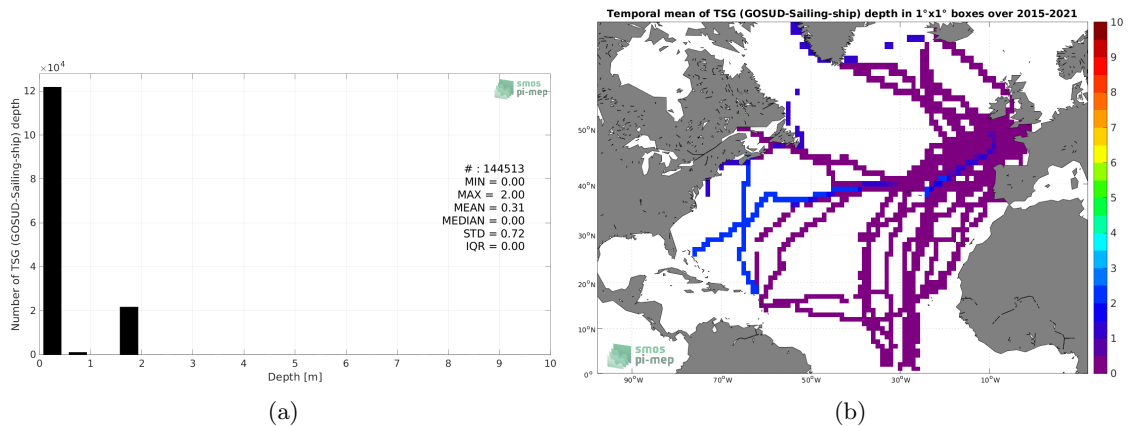 ×10⁴
12
10
8
6
4
2
0
Number of TSG (GOSUD-Sailing-ship) depth
0 1 2 3 4 5 6 7 8 9 10
Depth [m]
smos
pi-mep
# : 144513
MIN = 0.00
MAX = 2.00
MEAN = 0.31
MEDIAN = 0.00
STD = 0.72
IQR = 0.00
(a)
Temporal mean of TSG (GOSUD-Sailing-ship) depth in 1°x1° boxes over 2015-2021
50°N
40°N
30°N
20°N
10°N
0°
90°W 70°W 50°W 30°W 10°W
smos
pi-mep
10
9
8
7
6
5
4
3
2
1
0
(b)